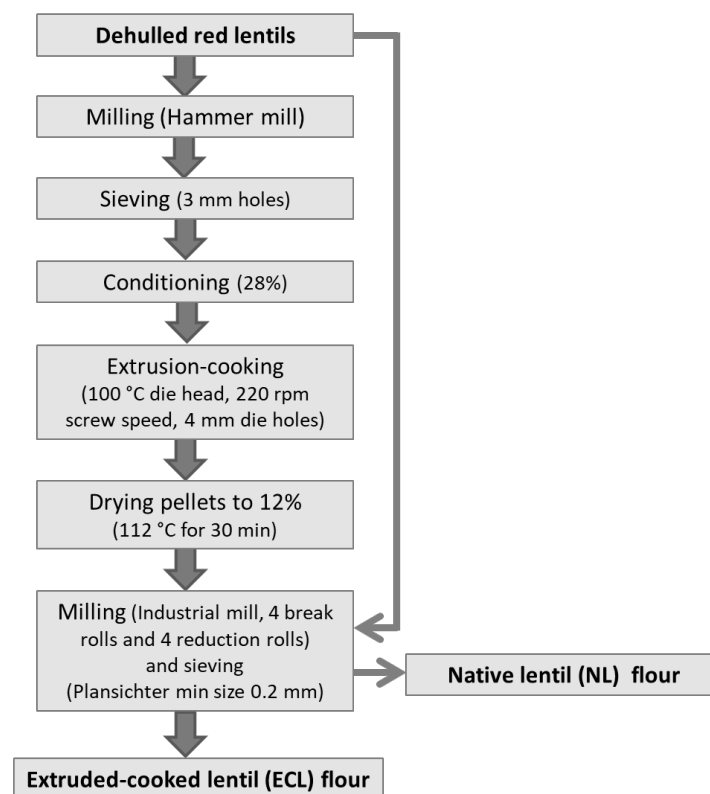 Dehulled red lentils
Milling (Hammer mill)
Sieving (3 mm holes)
Conditioning (28%)
Extrusion-cooking
(100 °C die head, 220 rpm
screw speed, 4 mm die holes)
Drying pellets to 12%
(112 °C for 30 min)
Milling (Industrial mill, 4 break
rolls and 4 reduction rolls)
and sieving
(Plansichter min size 0.2 mm)
Native lentil (NL) flour
Extruded-cooked lentil (ECL) flour